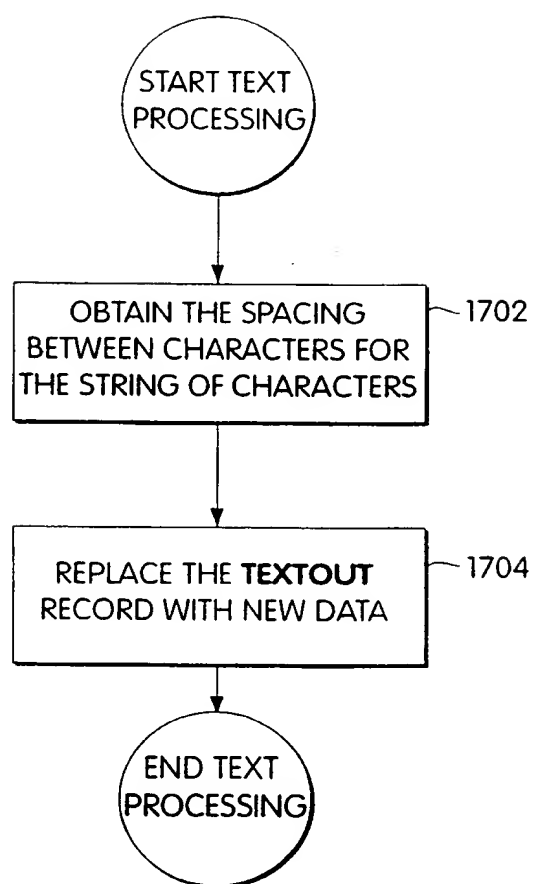 START TEXT
PROCESSING
OBTAIN THE SPACING
BETWEEN CHARACTERS FOR
THE STRING OF CHARACTERS
1702
REPLACE THE TEXTOUT
RECORD WITH NEW DATA
1704
END TEXT
PROCESSING